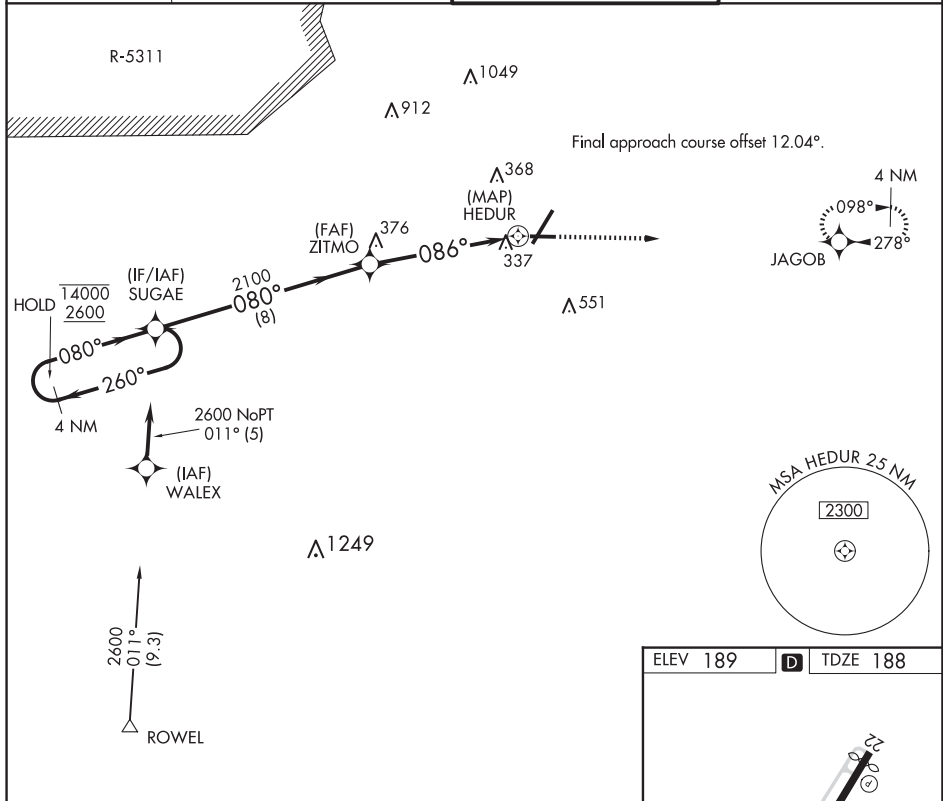 R-5311
1049
912
Final approach course offset 12.04°.
368
4 NM
(MAP)
HEDUR
098°
278°
JAGOB
(FAF)
ZITMO
376
086°
337
(IF/IAF)
SUGAE
2100
080°
(8)
551
HOLD
14000
2600
080°
260°
4 NM
2600 NoPT
011° (5)
(IAF)
WALEX
MSA HEDUR 25 NM
2300
1249
2600
011°
(9.3)
ROWEL
ELEV 189
D
TDZE 188
22
P